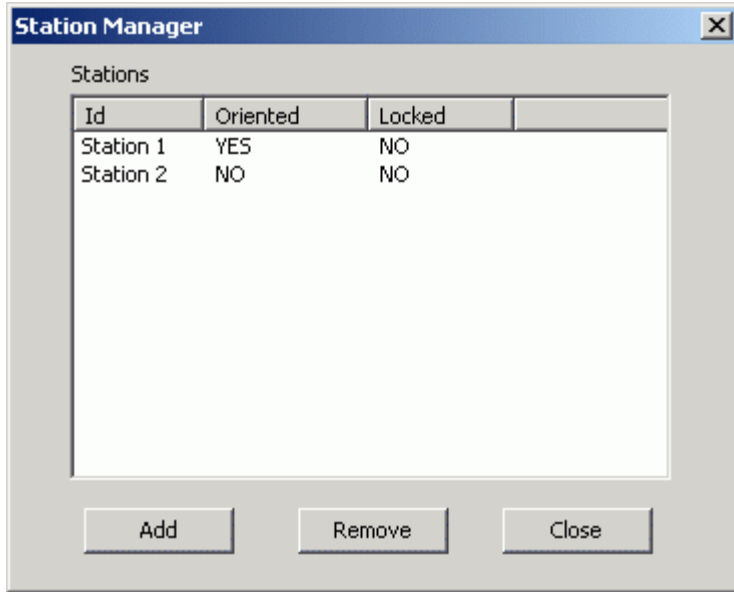 Station Manager
Stations
Id Oriented Locked
Station 1 YES NO
Station 2 NO NO
Add Remove Close